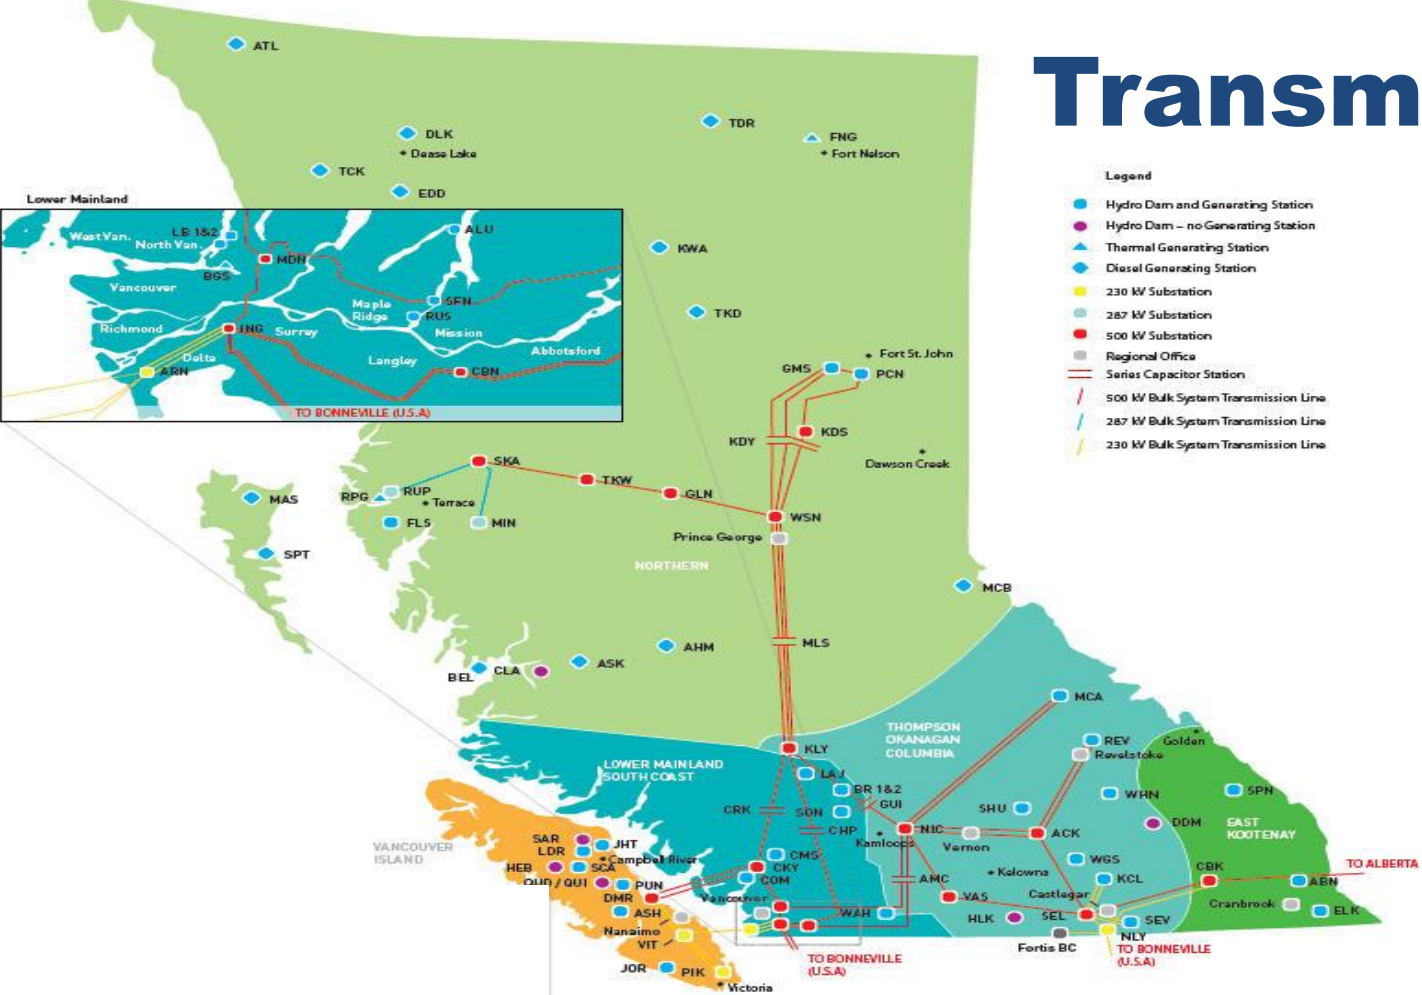 Transm
Legend
Hydro Dam and Generating Station
Hydro Dam – no Generating Station
Thermal Generating Station
Diesel Generating Station
230 kV Substation
287 kV Substation
500 kV Substation
Regional Office
Series Capacitor Station
500 kV Bulk System Transmission Line
287 kV Bulk System Transmission Line
230 kV Bulk System Transmission Line
ATL
DLK
Dease Lake
TCK
EDD
TDR
FNG
Fort Nelson
KWA
TKD
Lower Mainland
West Van.
LB 1&2
North Van.
ALU
MDN
BGS
Vancouver
SFN
Maple
Ridge
RUS
Richmond
ING
Surrey
Mission
Delta
Langley
Abbotsford
ARN
CBN
TO BONNEVILLE (U.S.A)
Fort St. John
GMS
PCN
KDY
KDS
Dawson Creek
SKA
TKW
GLN
RPG
RUP
Terrace
FLS
MIN
WSN
Prince George
MAS
SPT
NORTHERN
MCB
MLS
AHM
ASK
BEL
CLA
MCA
THOMPSON
OKANAGAN
COLUMBIA
KLY
REV
Revelstoke
Golden
LOWER MAINLAND
SOUTH COAST
LAJ
BR 1&2
GUI
WHN
SPN
CRK
SON
SHU
CHP
NIC
ACK
DDM
EAST
KOOTENAY
Kamloops
Vernon
VANCOUVER
ISLAND
SAR
JHT
LDR
Campbell River
CMS
WGS
HEB
SCA
CKY
Kelowna
CBK
TO ALBERTA
QUD / QUI
PUN
COM
AMC
KCL
ABN
DMR
Vancouver
VAS
Castlegar
Cranbrook
ELK
ASH
WAH
HLK
SEL
SEV
Nanaimo
VIT
NLY
Fortis BC
TO BONNEVILLE
(U.S.A)
TO BONNEVILLE
(U.S.A)
JOR
PIK
Victoria